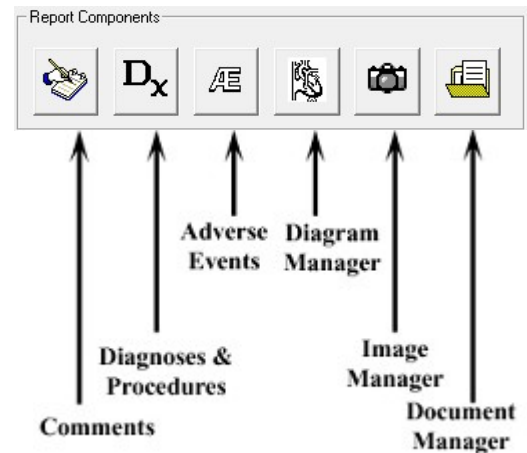 Report Components
Dx
Æ
Adverse
Events
Diagram
Manager
Diagnoses &
Procedures
Image
Manager
Comments
Document
Manager